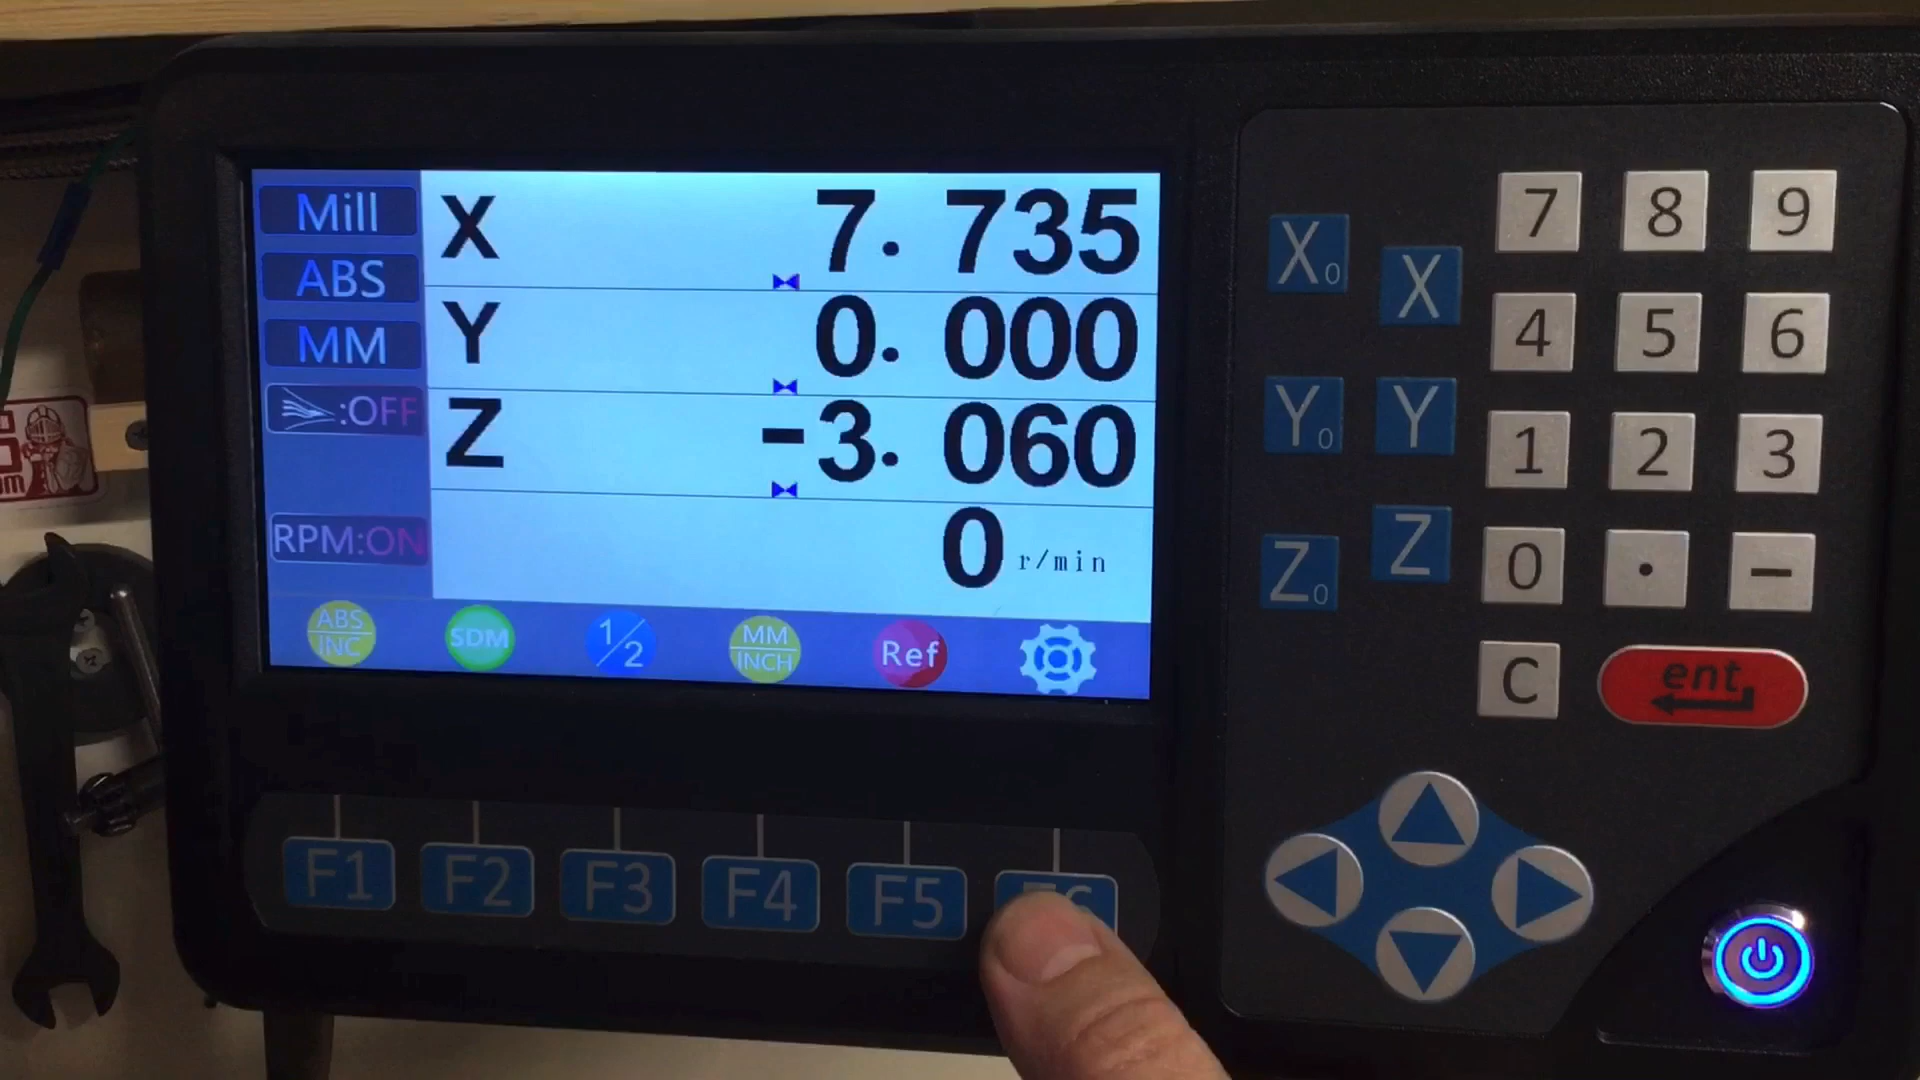 Mill
ABS
MM
:OFF
RPM:ON
X 7.735
Y 0.000
Z -3.060
0 r/min
ABS
INC
SDM
1/2
MM
INCH
Ref
F1 F2 F3 F4 F5
X0 X 7 8 9
4 5 6
Y0 Y 1 2 3
Z0 Z 0 . -
C ent